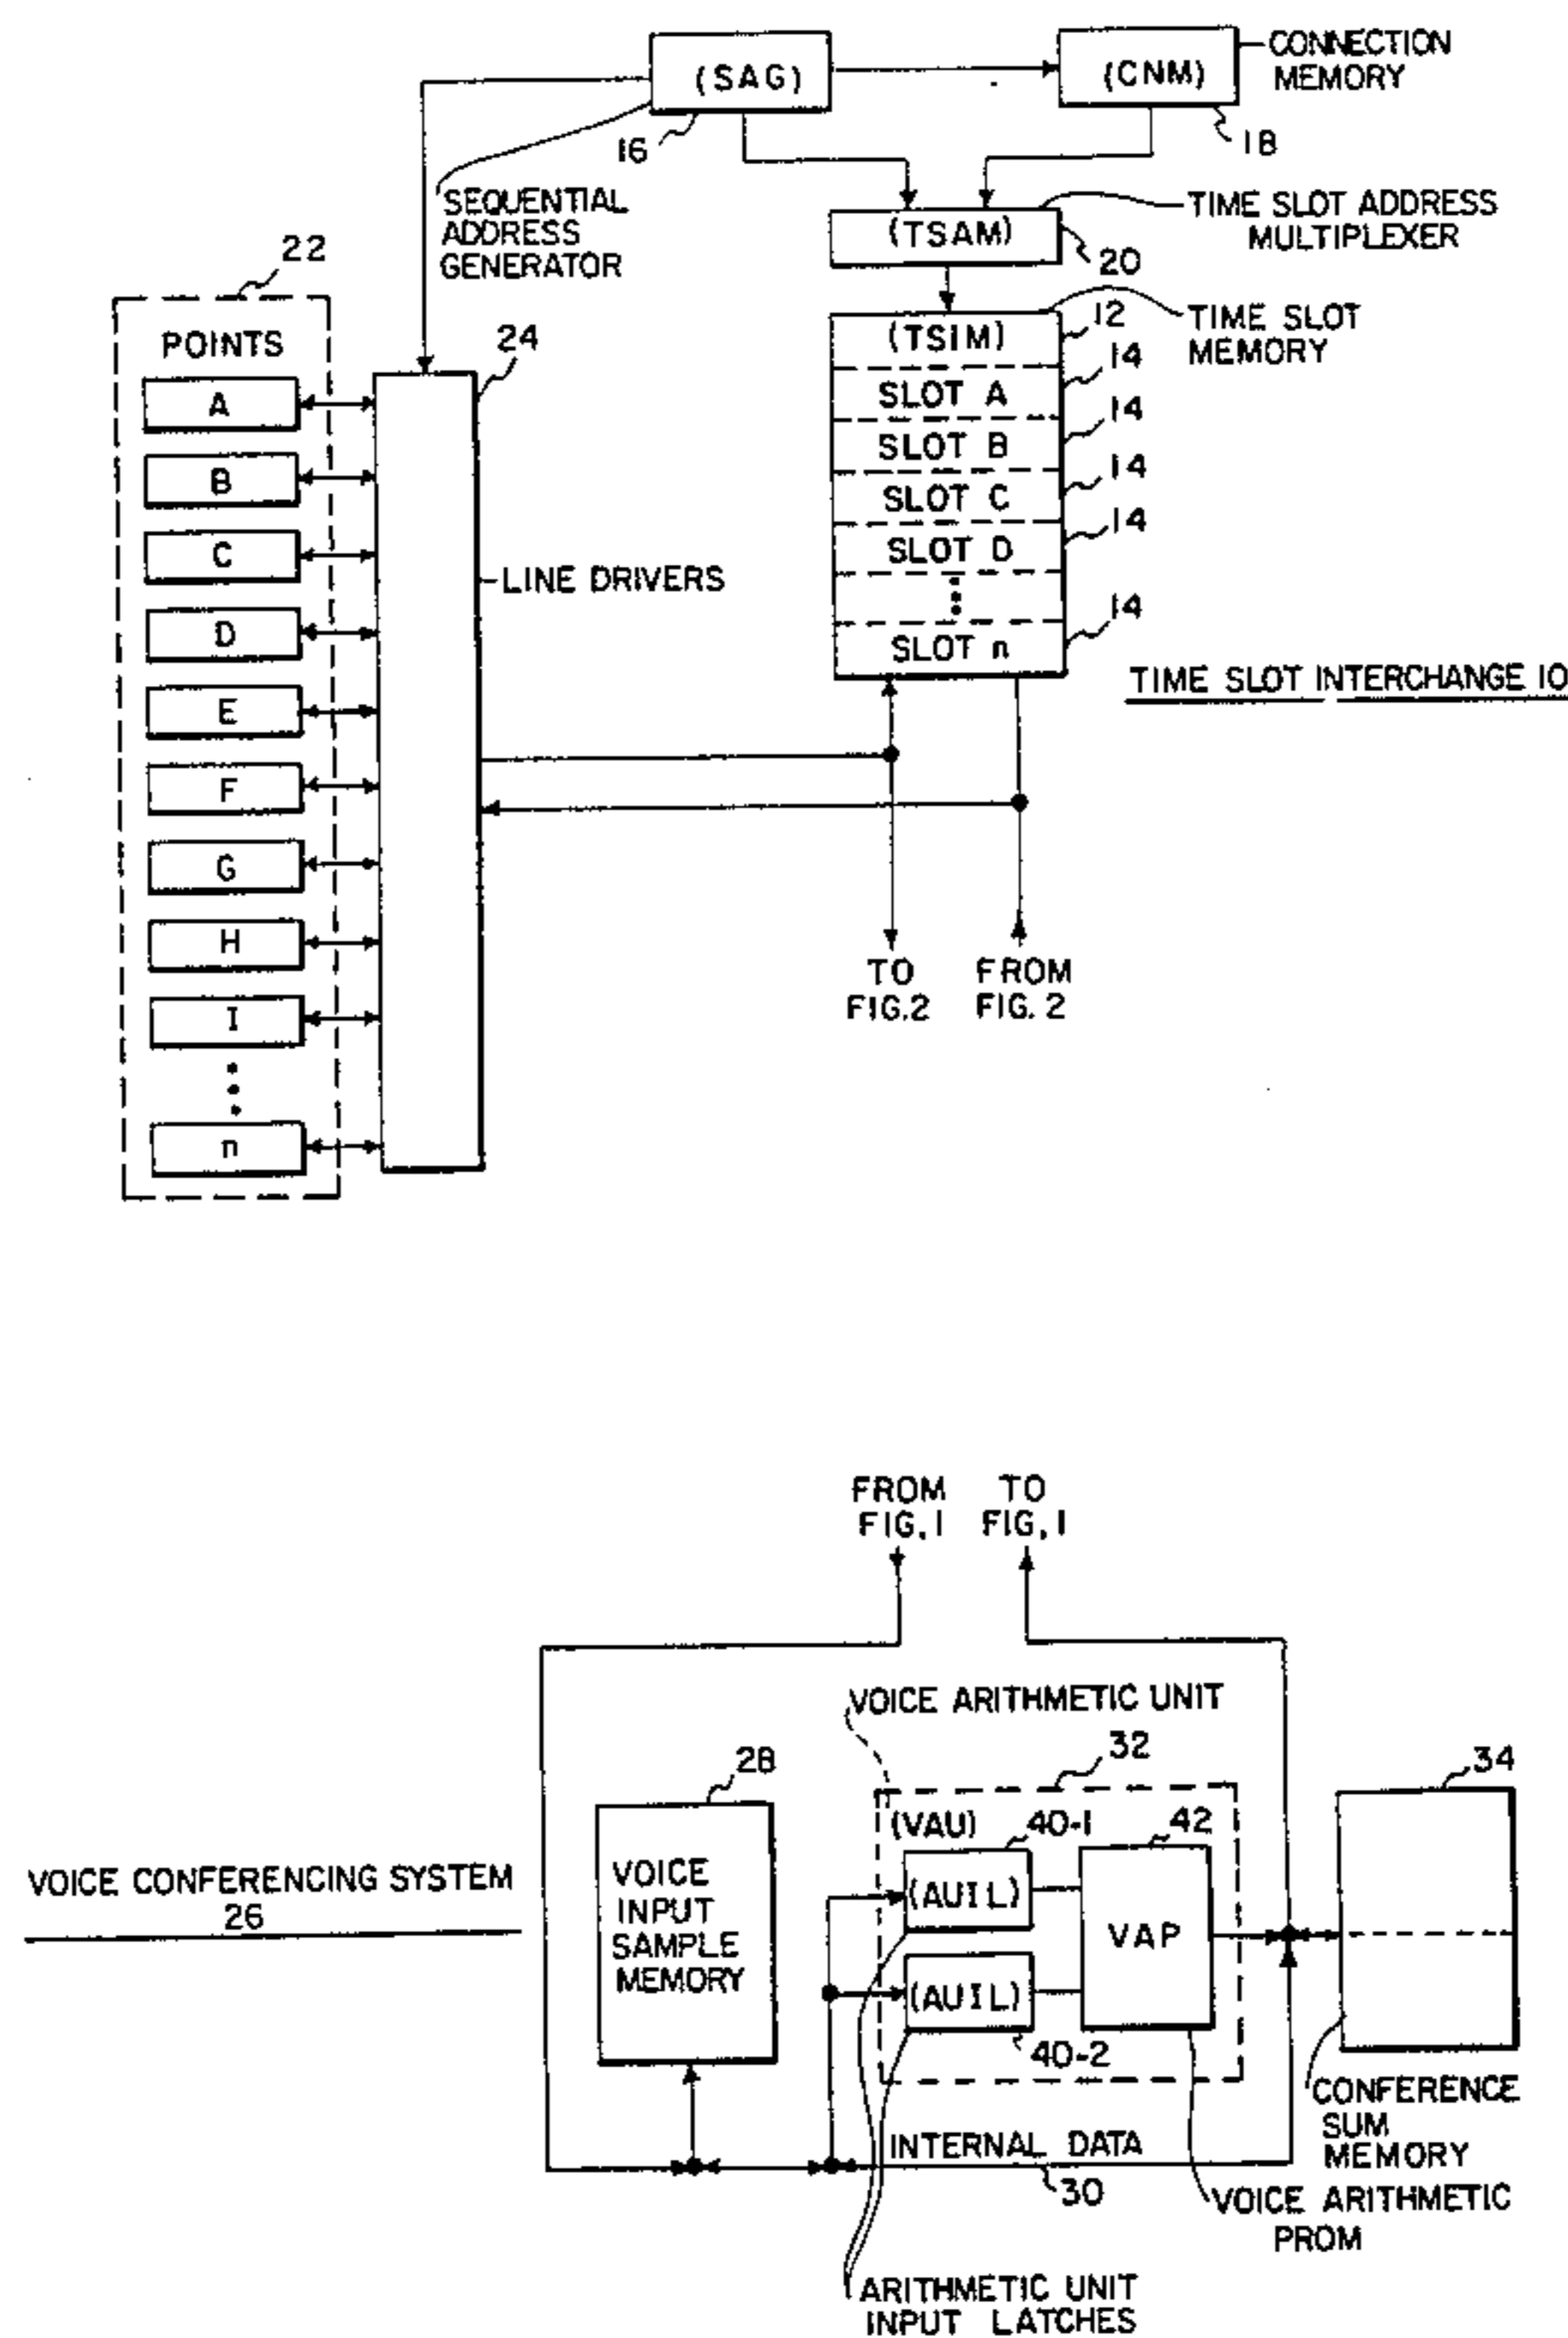 (SAG)
(CNM)
CONNECTION
MEMORY
16
18
SEQUENTIAL
ADDRESS
GENERATOR
(TSAM)
TIME SLOT ADDRESS
MULTIPLEXER
20
22
POINTS
A
B
C
D
E
F
G
H
I
n
24
LINE DRIVERS
(TSIM)
12
TIME SLOT
MEMORY
SLOT A
14
SLOT B
14
SLOT C
14
SLOT D
14
SLOT n
14
TIME SLOT INTERCHANGE 10
TO
FIG.2
FROM
FIG. 2
FROM
FIG. 1
TO
FIG. 1
VOICE ARITHMETIC UNIT
28
32
34
VOICE CONFERENCING SYSTEM
26
VOICE
INPUT
SAMPLE
MEMORY
(VAU)
40-1
42
(AUIL)
VAP
(AUIL)
40-2
INTERNAL DATA
30
CONFERENCE
SUM
MEMORY
VOICE ARITHMETIC
PROM
ARITHMETIC UNIT
INPUT LATCHES